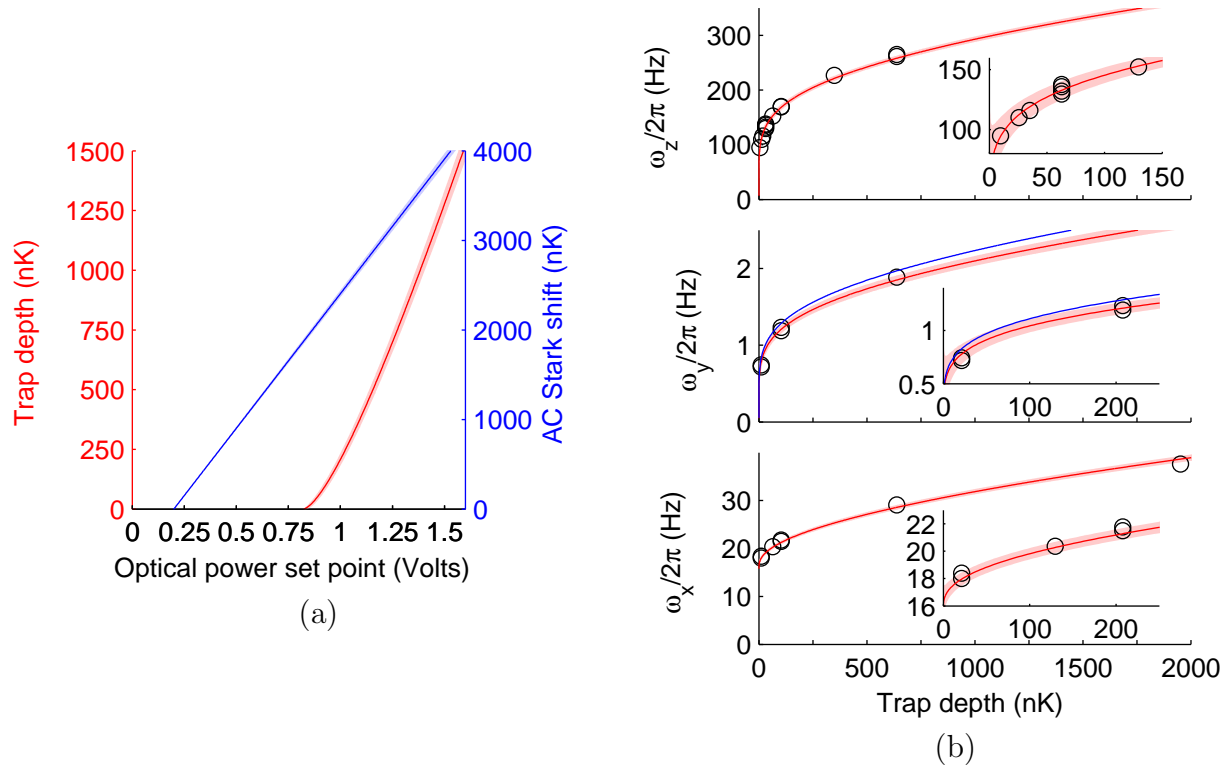 1500
1250
1000
750
500
250
0
Trap depth (nK)
4000
3000
2000
1000
0
AC Stark shift (nK)
0 0.25 0.5 0.75 1 1.25 1.5
Optical power set point (Volts)
(a)
300
200
100
0
ω_z/2π (Hz)
150
100
0 50 100 150
2
1
0
ω_y/2π (Hz)
1
0.5
0 100 200
30
20
10
0
ω_x/2π (Hz)
22
20
18
16
0 100 200
0 500 1000 1500 2000
Trap depth (nK)
(b)